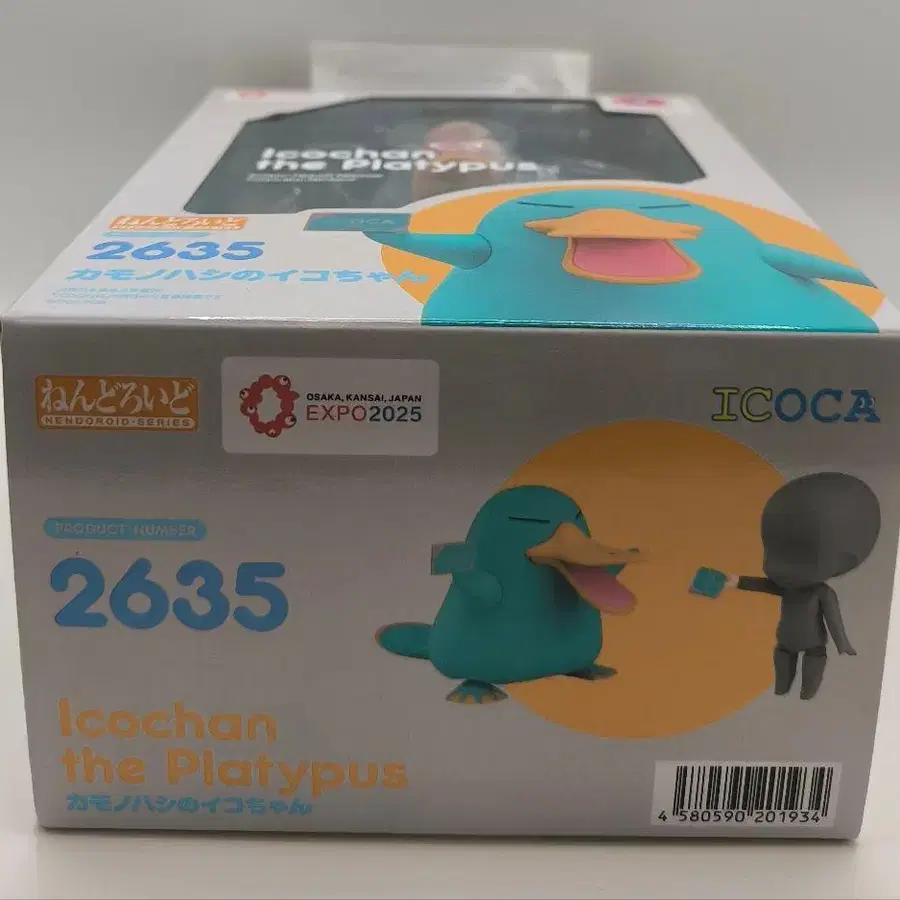 Icochan
the Platypus
ねんどろいど
2635
カモノハシのイコちゃん
ICOCA
ねんどろいど
NENDOROID・SERIES
OSAKA, KANSAI, JAPAN
EXPO2025
ICOCA
PRODUCT NUMBER
2635
Icochan
the Platypus
カモノハシのイコちゃん
4 580590 201934